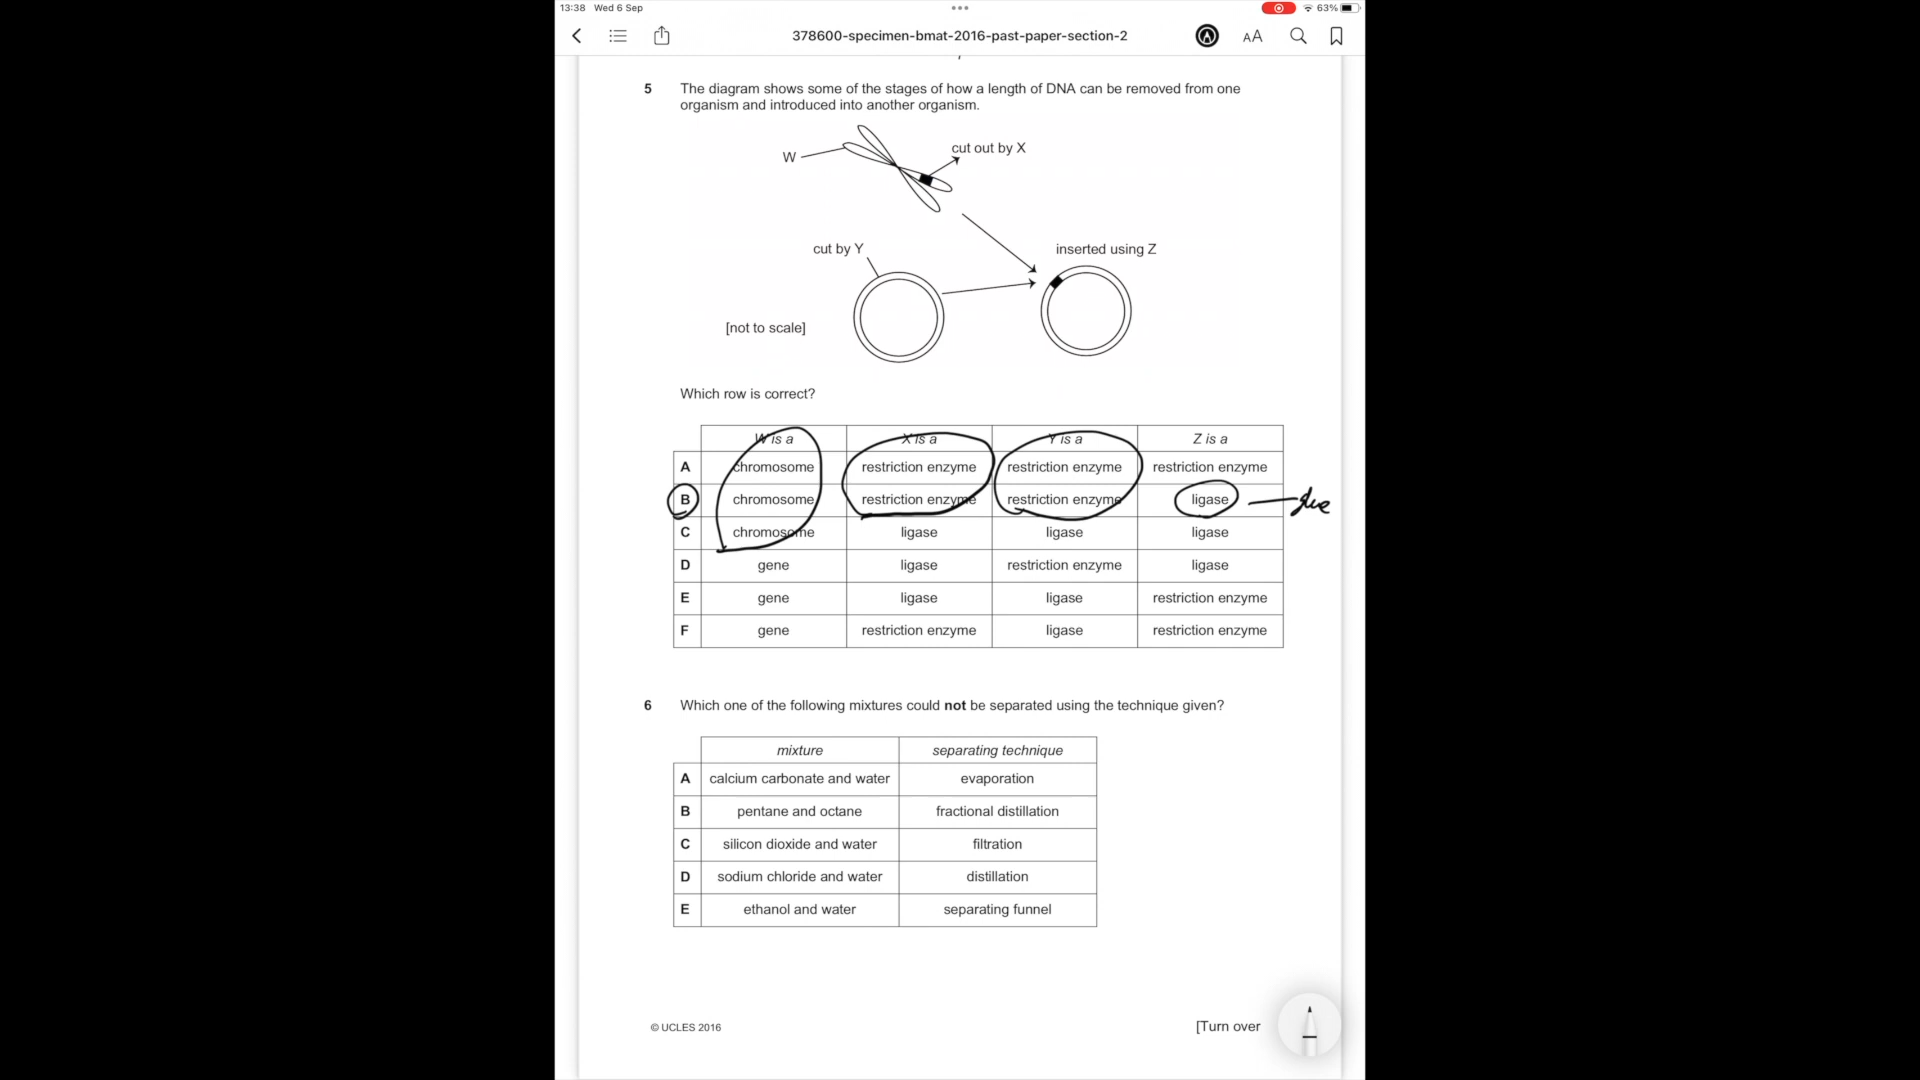 13:38 Wed 6 Sep
63%
378600-specimen-bmat-2016-past-paper-section-2
AA
5 The diagram shows some of the stages of how a length of DNA can be removed from one
organism and introduced into another organism.
W
cut out by X
cut by Y
inserted using Z
[not to scale]
Which row is correct?
W is a X is a Y is a Z is a
A chromosome restriction enzyme restriction enzyme restriction enzyme
B chromosome restriction enzyme restriction enzyme ligase glue
C chromosome ligase ligase ligase
D gene ligase restriction enzyme ligase
E gene ligase ligase restriction enzyme
F gene restriction enzyme ligase restriction enzyme
6 Which one of the following mixtures could not be separated using the technique given?
mixture separating technique
A calcium carbonate and water evaporation
B pentane and octane fractional distillation
C silicon dioxide and water filtration
D sodium chloride and water distillation
E ethanol and water separating funnel
© UCLES 2016
[Turn over